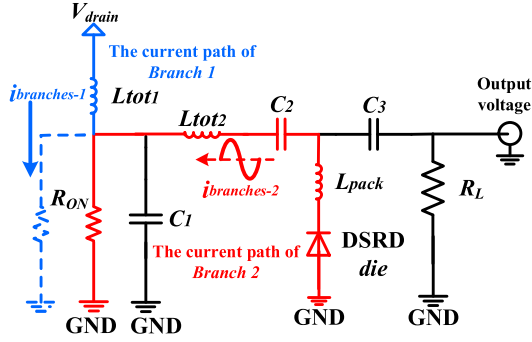 Vdrain
The current path of
Branch 1
ibranches-1
Ltot1
Ltot2
C2
C3
Output
voltage
ibranches-2
Lpack
RON
C1
RL
The current path of
Branch 2
DSRD
die
GND
GND
GND
GND